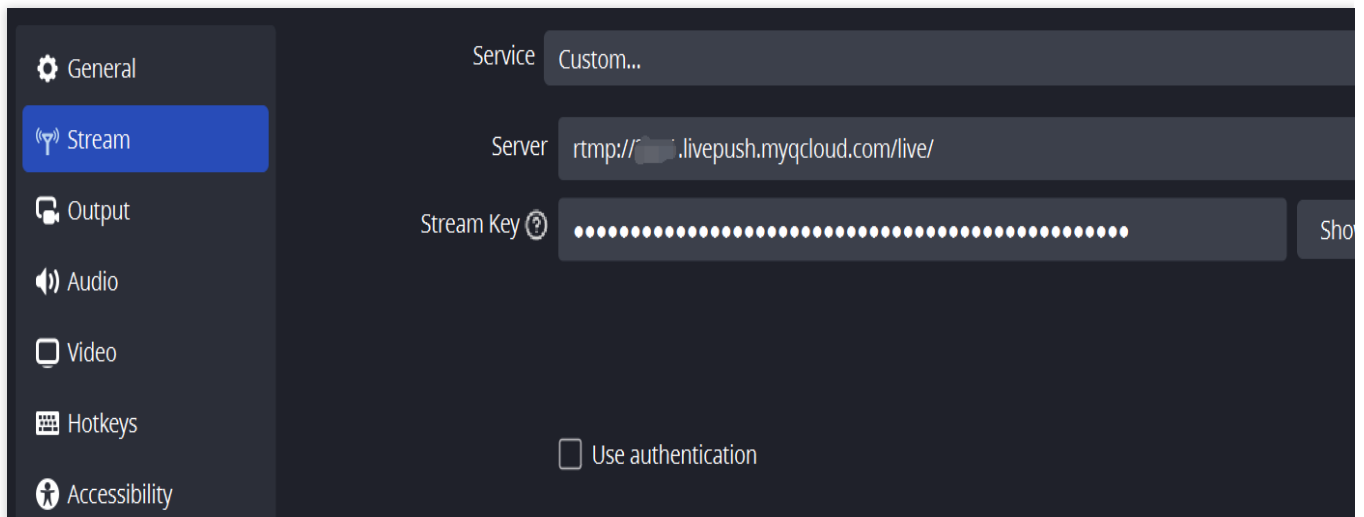 General
Stream
Output
Audio
Video
Hotkeys
Accessibility
Service Custom...
Server rtmp:// .livepush.myqcloud.com/live/
Stream Key ••••••••••••••••••••••••••••••••••••••••••••••••• 
Use authentication